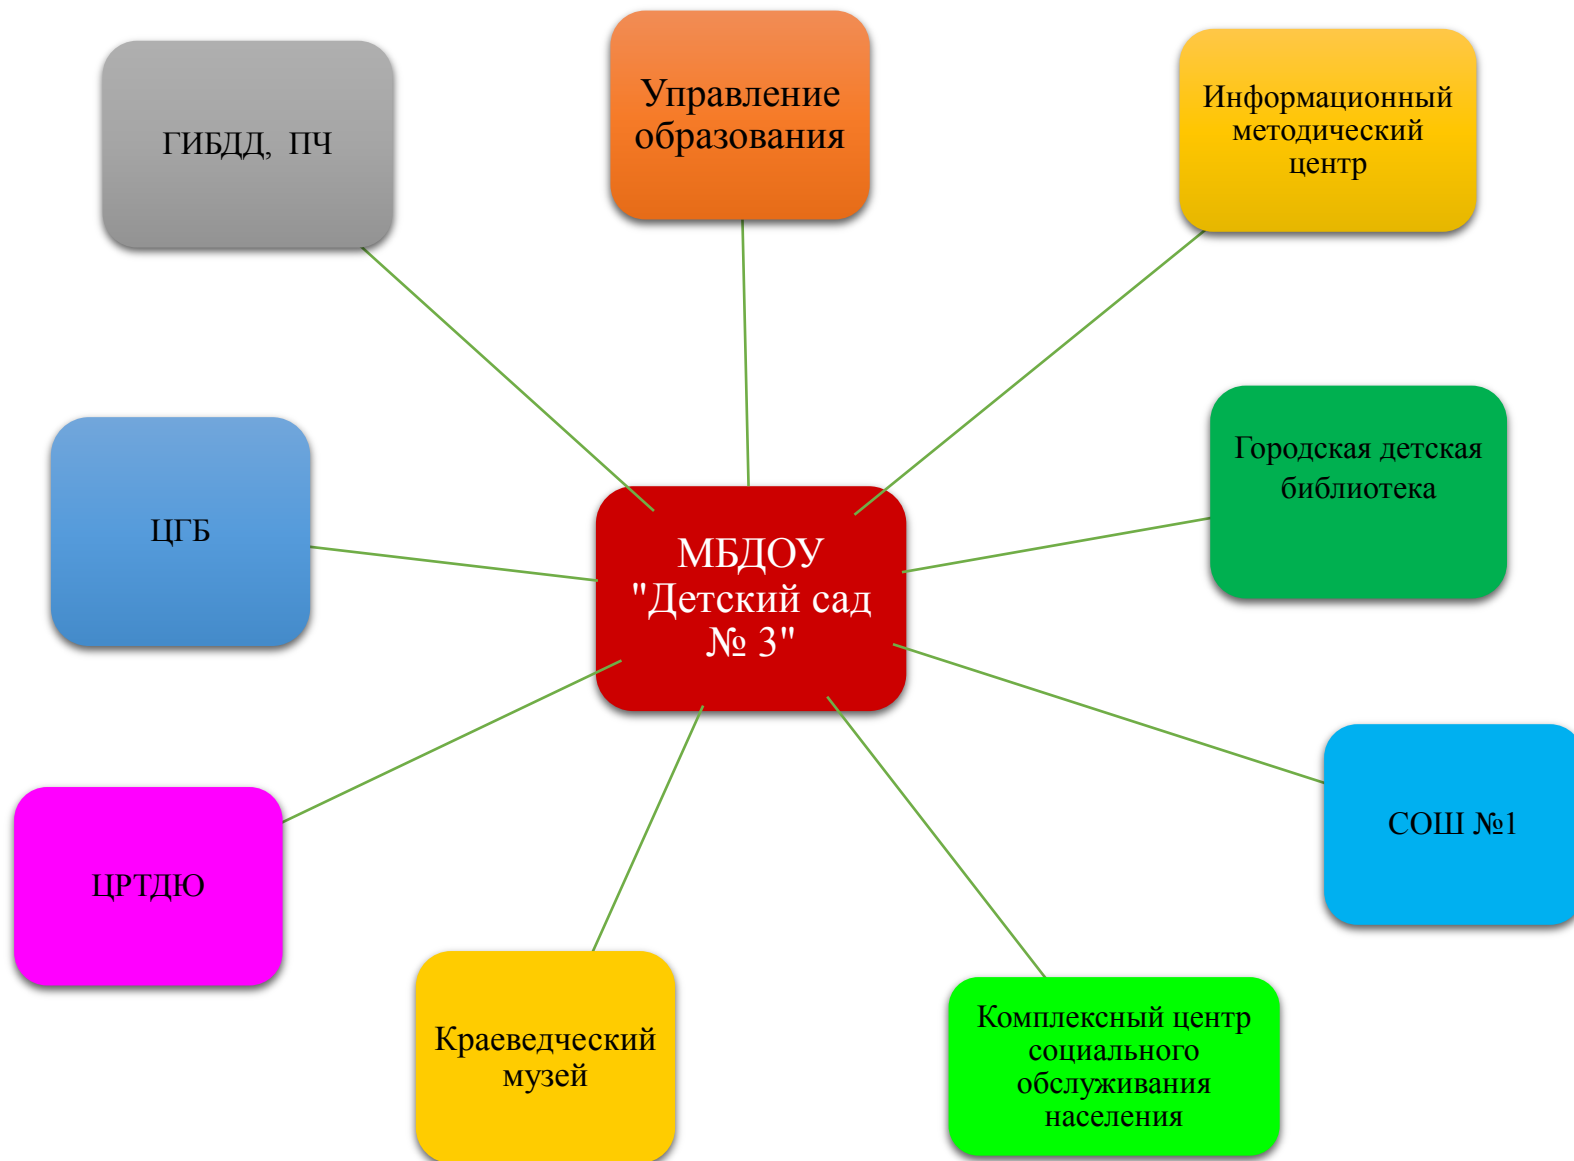 ГИБДД, ПЧ
Управление
образования
Информационный
методический
центр
ЦГБ
МБДОУ
"Детский сад
№ 3"
Городская детская
библиотека
ЦРТДЮ
СОШ №1
Краеведческий
музей
Комплексный центр
социального
обслуживания
населения